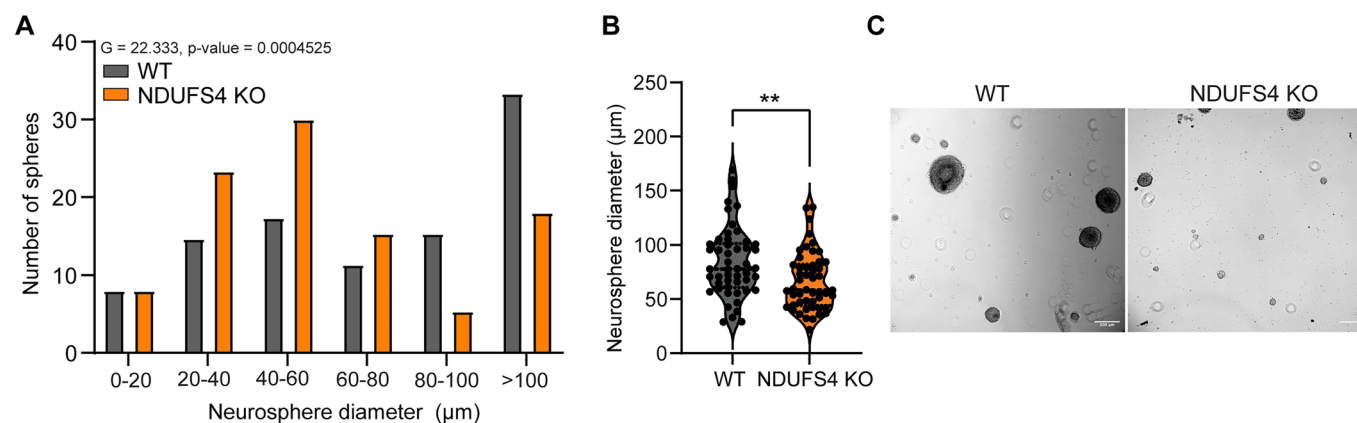 A
G = 22.333, p-value = 0.0004525
WT
NDUFS4 KO
Number of spheres
40
30
20
10
0
0-20
20-40
40-60
60-80
80-100
>100
Neurosphere diameter (μm)
B
Neurosphere diameter (μm)
250
200
150
100
50
0
**
WT
NDUFS4 KO
C
WT
NDUFS4 KO